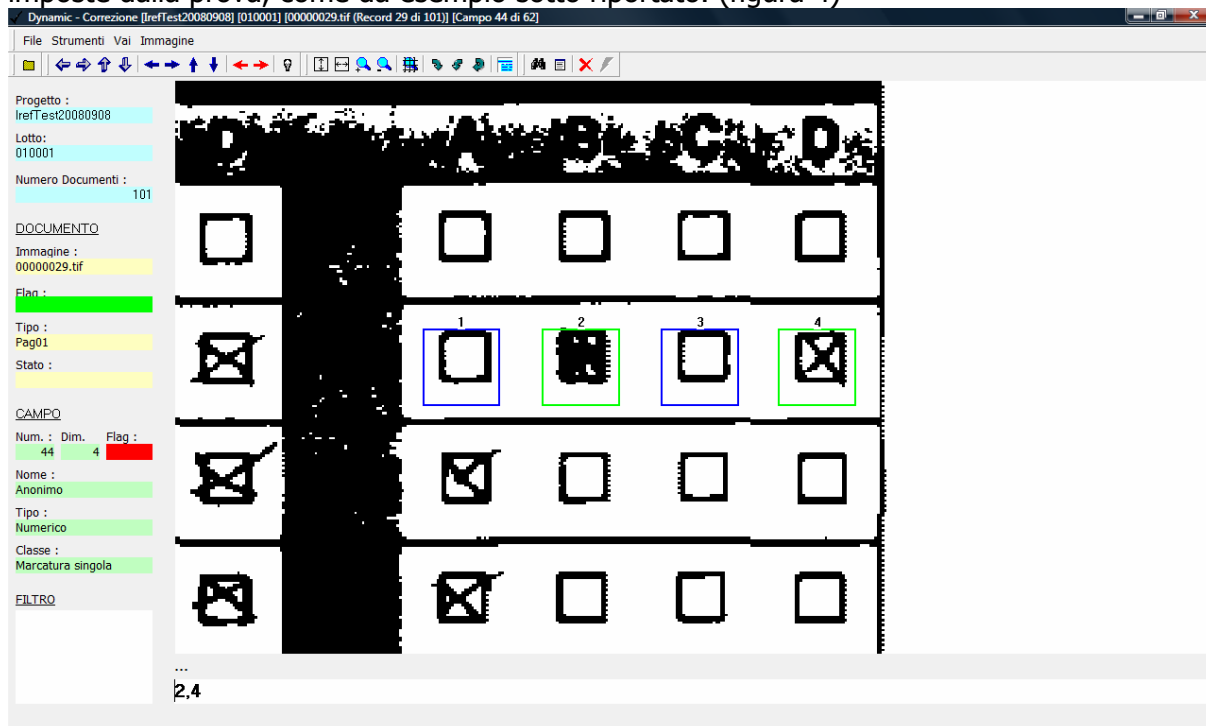 imposte dalla prova, come da esempio sotto riportato. (figura 4)
Dynamic - Correzione [IrefTest20080908] [010001] [00000029.tif (Record 29 di 101)] [Campo 44 di 62]
File Strumenti Vai Immagine
Progetto :
IrefTest20080908
Lotto:
010001
Numero Documenti :
101
DOCUMENTO
Immagine :
00000029.tif
Flag :
Tipo :
Pag01
Stato :
CAMPO
Num. : Dim. Flag :
44 4
Nome :
Anonimo
Tipo :
Numerico
Classe :
Marcatura singola
FILTRO
D A B C D
1 2 3 4
...
2,4